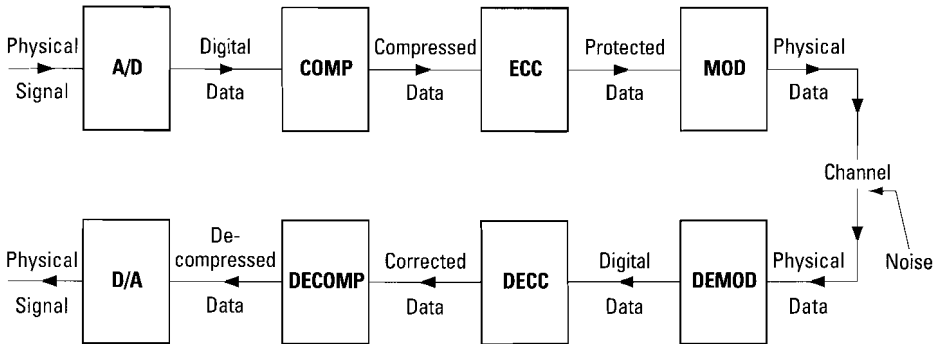 Physical Digital Compressed Protected Physical
A/D COMP ECC MOD
Signal Data Data Data Data
Channel
De-
Physical compressed Corrected Digital Physical
D/A DECOMP DECC DEMOD Noise
Signal Data Data Data Data